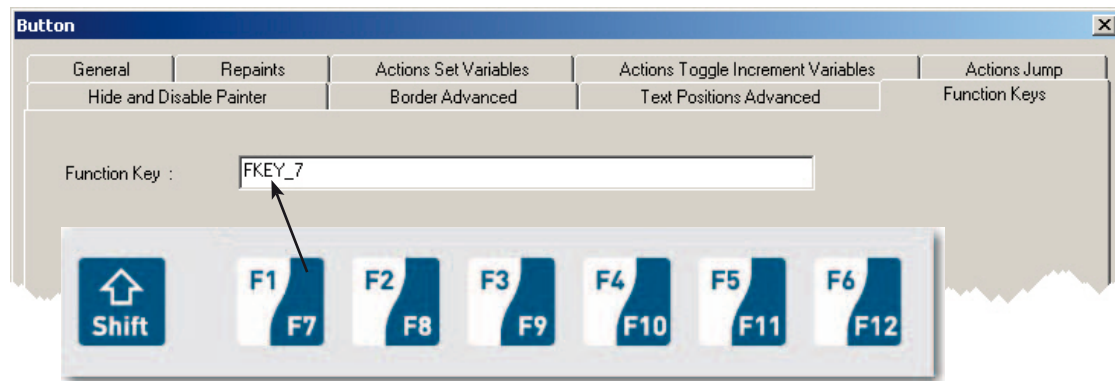 Button
General Repaints Actions Set Variables Actions Toggle Increment Variables Actions Jump
Hide and Disable Painter Border Advanced Text Positions Advanced Function Keys
Function Key : FKEY_7
F1 F2 F3 F4 F5 F6
Shift F7 F8 F9 F10 F11 F12